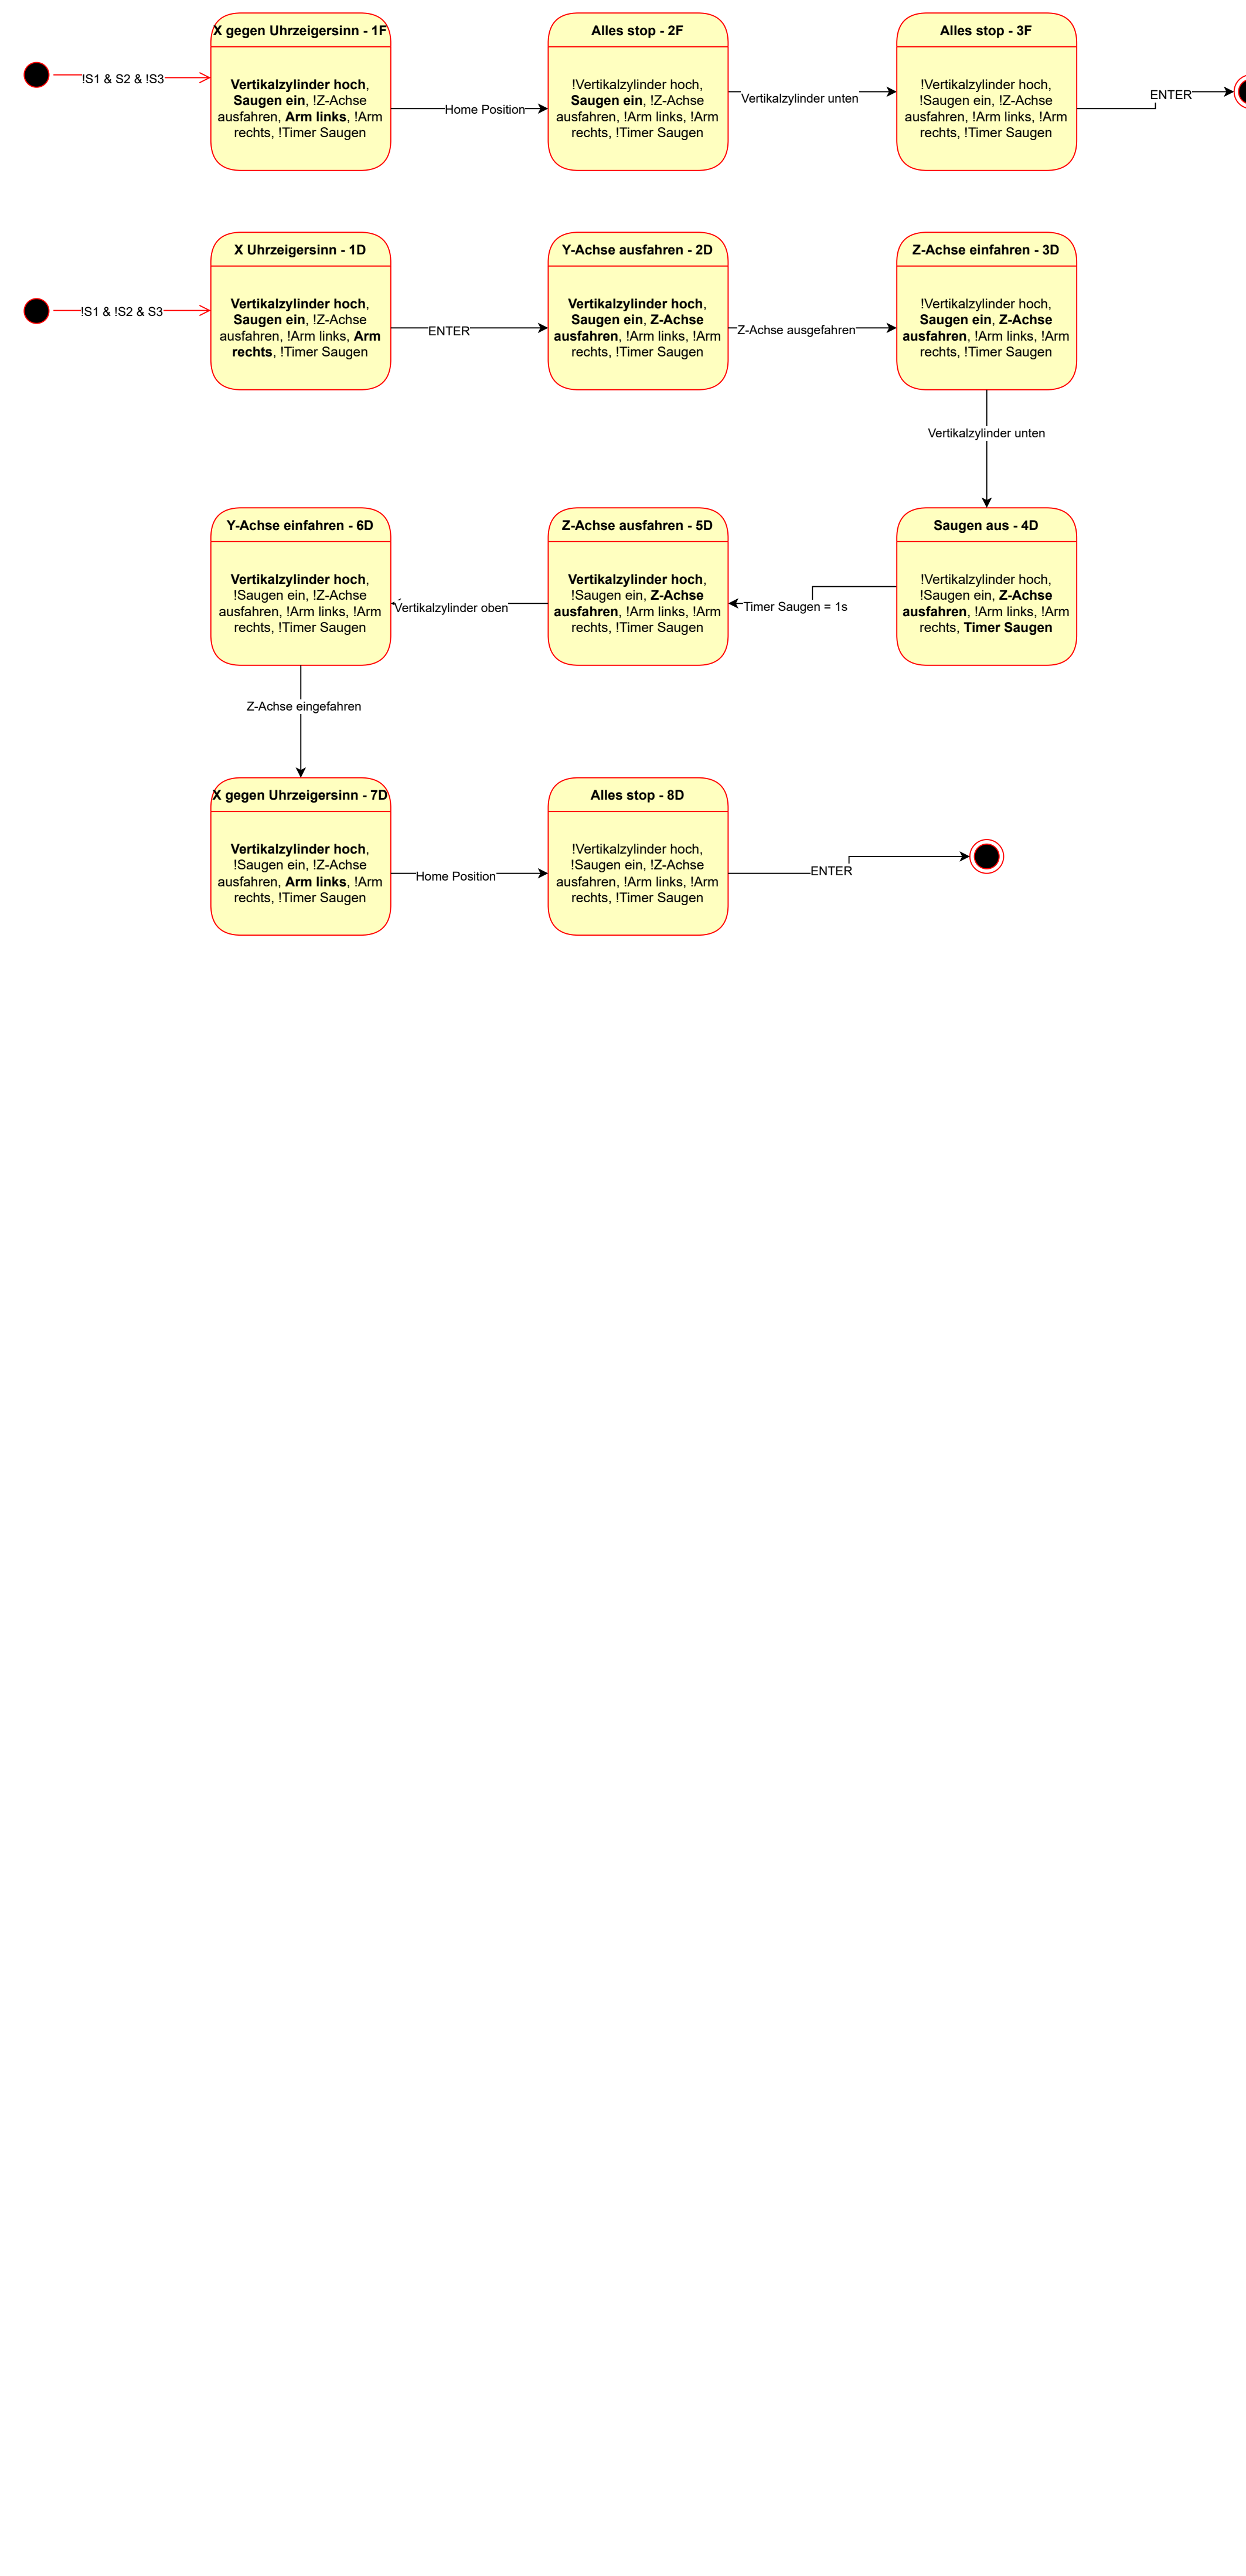 X gegen Uhrzeigersinn - 1F
Vertikalzylinder hoch,
Saugen ein, !Z-Achse
ausfahren, Arm links, !Arm
rechts, !Timer Saugen
Alles stop - 2F
!Vertikalzylinder hoch,
Saugen ein, !Z-Achse
ausfahren, !Arm links, !Arm
rechts, !Timer Saugen
Alles stop - 3F
!Vertikalzylinder hoch,
!Saugen ein, !Z-Achse
ausfahren, !Arm links, !Arm
rechts, !Timer Saugen
!S1 & S2 & !S3
Home Position
Vertikalzylinder unten
ENTER
X Uhrzeigersinn - 1D
Vertikalzylinder hoch,
Saugen ein, !Z-Achse
ausfahren, !Arm links, Arm
rechts, !Timer Saugen
Y-Achse ausfahren - 2D
Vertikalzylinder hoch,
Saugen ein, Z-Achse
ausfahren, !Arm links, !Arm
rechts, !Timer Saugen
Z-Achse einfahren - 3D
!Vertikalzylinder hoch,
Saugen ein, Z-Achse
ausfahren, !Arm links, !Arm
rechts, !Timer Saugen
!S1 & !S2 & S3
ENTER
Z-Achse ausgefahren
Vertikalzylinder unten
Y-Achse einfahren - 6D
Vertikalzylinder hoch,
!Saugen ein, !Z-Achse
ausfahren, !Arm links, !Arm
rechts, !Timer Saugen
Z-Achse ausfahren - 5D
Vertikalzylinder hoch,
!Saugen ein, Z-Achse
ausfahren, !Arm links, !Arm
rechts, !Timer Saugen
Saugen aus - 4D
!Vertikalzylinder hoch,
!Saugen ein, Z-Achse
ausfahren, !Arm links, !Arm
rechts, Timer Saugen
Vertikalzylinder oben
Timer Saugen = 1s
Z-Achse eingefahren
X gegen Uhrzeigersinn - 7D
Vertikalzylinder hoch,
!Saugen ein, !Z-Achse
ausfahren, Arm links, !Arm
rechts, !Timer Saugen
Alles stop - 8D
!Vertikalzylinder hoch,
!Saugen ein, !Z-Achse
ausfahren, !Arm links, !Arm
rechts, !Timer Saugen
Home Position
ENTER